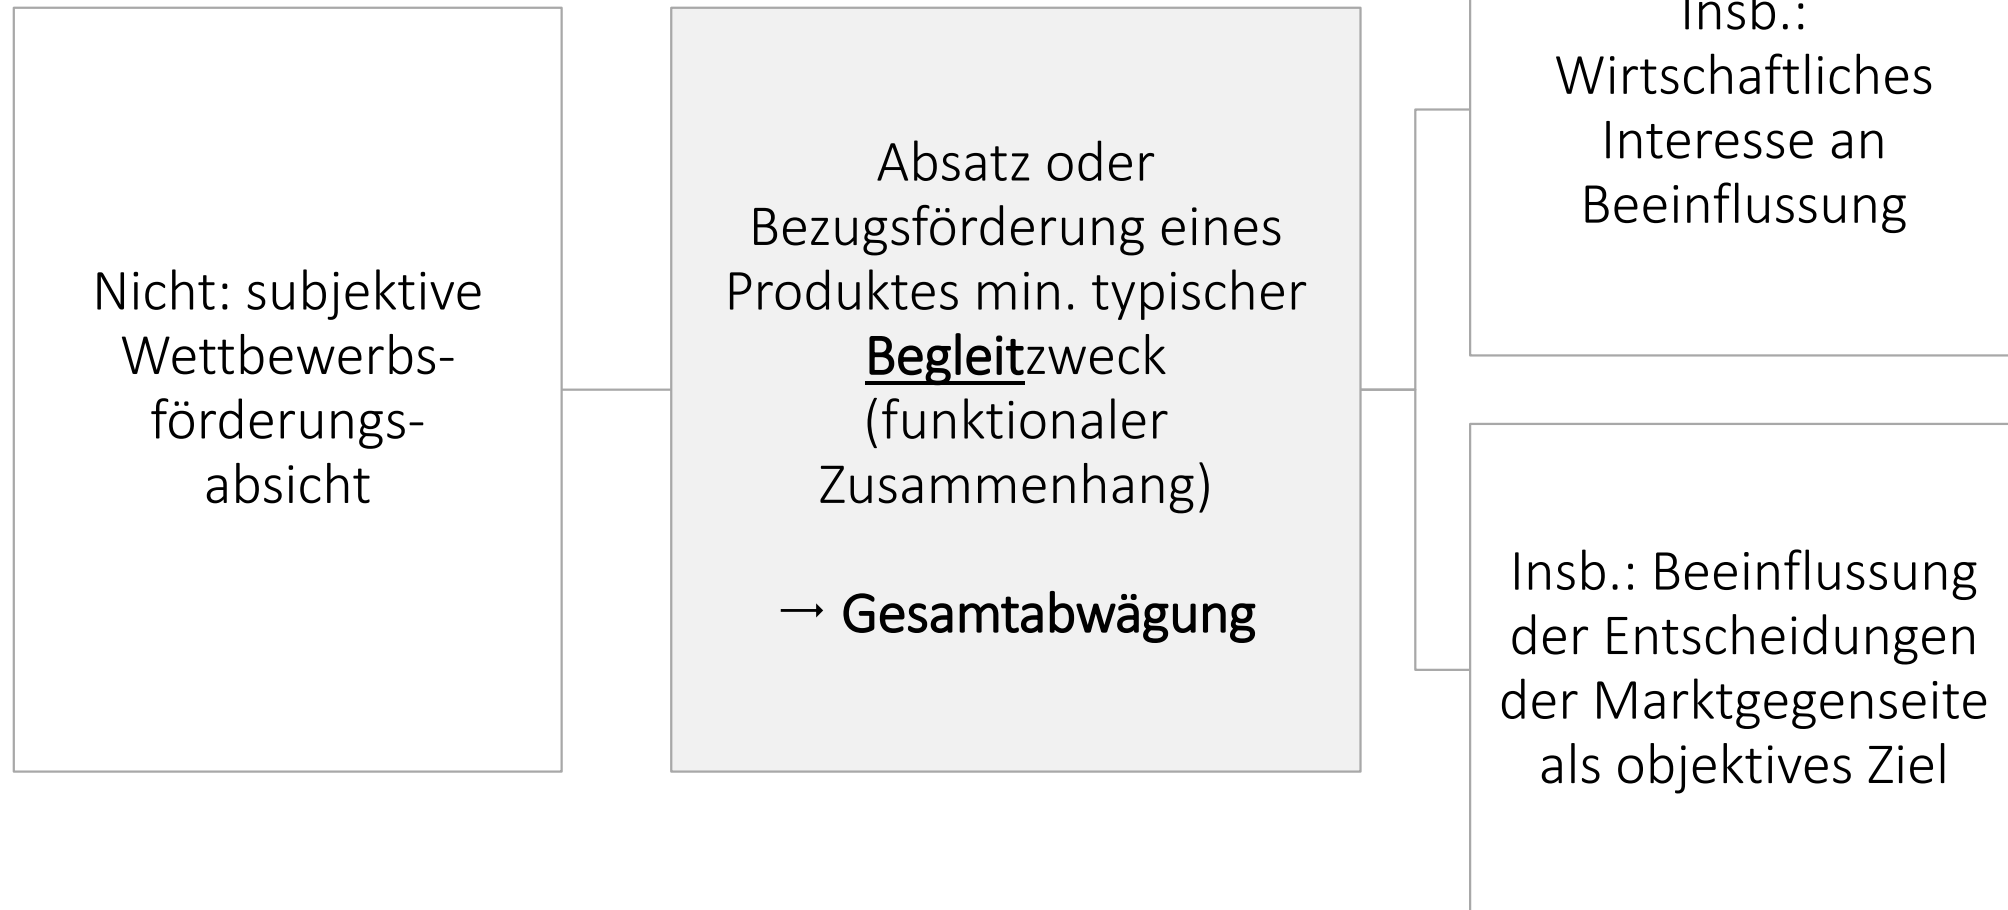 Nicht: subjektive
Wettbewerbs-
förderungs-
absicht
Absatz oder
Bezugsförderung eines
Produktes min. typischer
Begleitzweck
(funktionaler
Zusammenhang)
→ Gesamtabwägung
Insb.:
Wirtschaftliches
Interesse an
Beeinflussung
Insb.: Beeinflussung
der Entscheidungen
der Marktgegenseite
als objektives Ziel